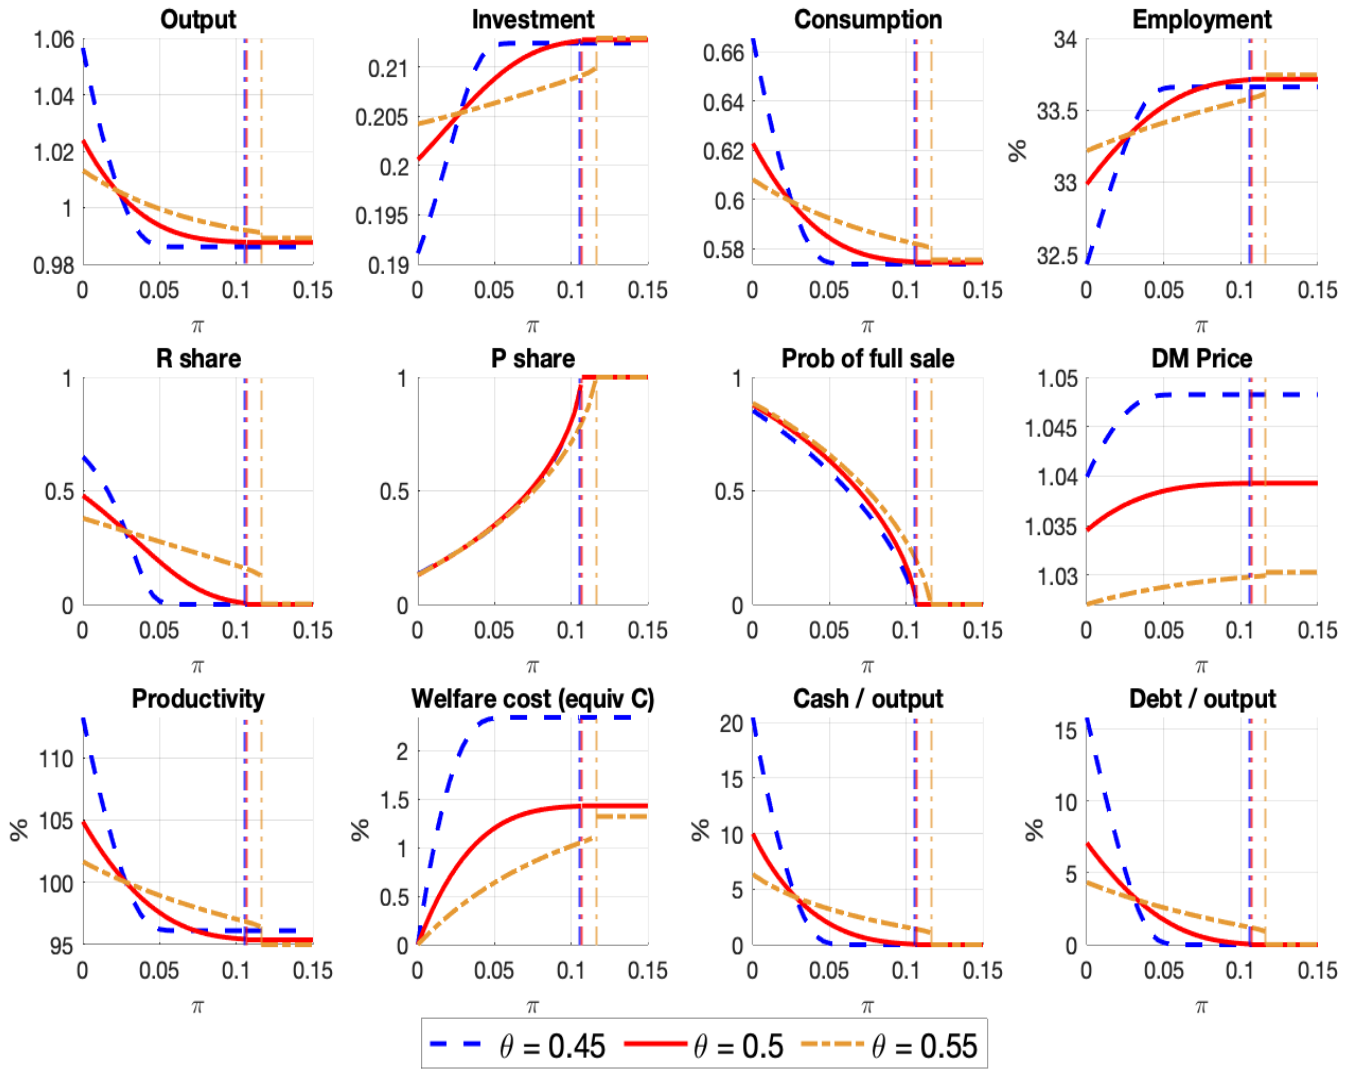 Output
Investment
Consumption
Employment
1.06
1.04
1.02
1
0.98
0 0.05 0.1 0.15
π
0.21
0.205
0.2
0.195
0.19
0 0.05 0.1 0.15
π
0.66
0.64
0.62
0.6
0.58
0 0.05 0.1 0.15
π
%
34
33.5
33
32.5
0 0.05 0.1 0.15
π
R share
P share
Prob of full sale
DM Price
1
0.5
0
0 0.05 0.1 0.15
π
1
0.5
0
0 0.05 0.1 0.15
π
1
0.5
0
0 0.05 0.1 0.15
π
1.05
1.045
1.04
1.035
1.03
0 0.05 0.1 0.15
π
Productivity
Welfare cost (equiv C)
Cash / output
Debt / output
%
110
105
100
95
0 0.05 0.1 0.15
π
%
2
1.5
1
0.5
0
0 0.05 0.1 0.15
π
%
20
15
10
5
0
0 0.05 0.1 0.15
π
%
15
10
5
0
0 0.05 0.1 0.15
π
θ = 0.45 θ = 0.5 θ = 0.55